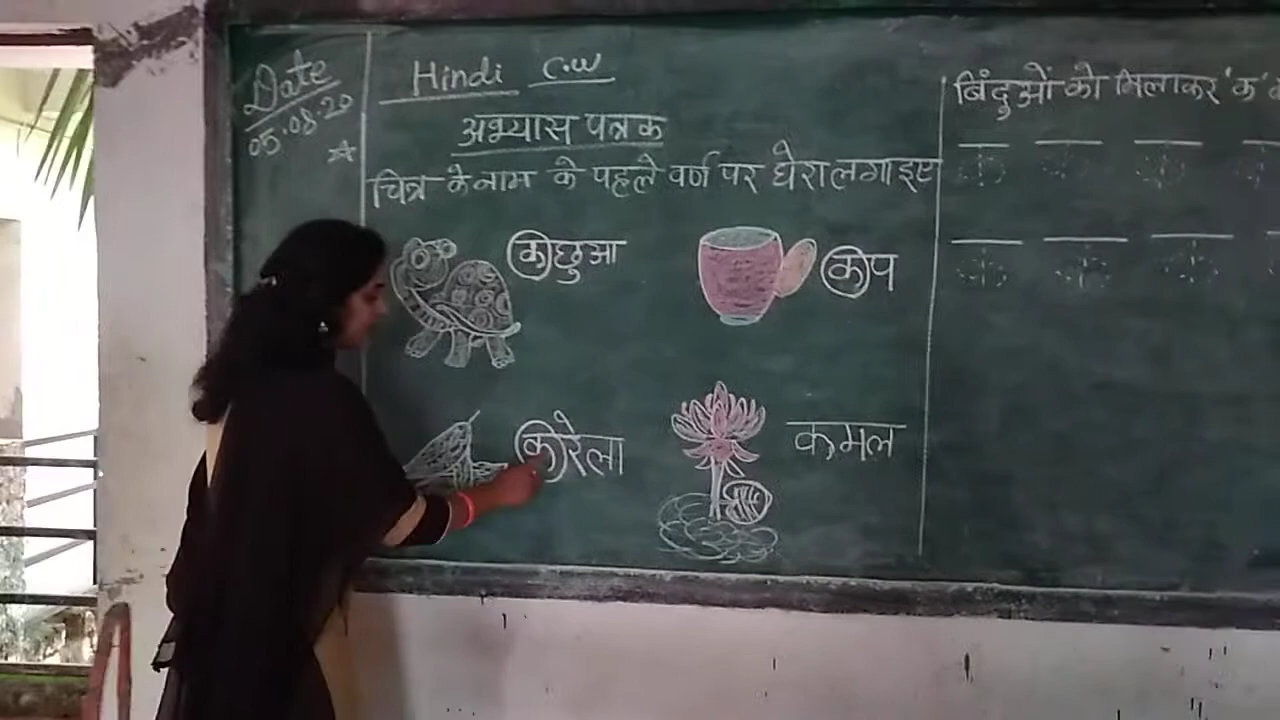 Date
05.08.20
Hindi C.W
अभ्यास पत्रक
चित्र के नाम के पहले वर्ण पर घेरा लगाइए
कछुआ
कप
करेला
कमल
बिंदुओं को मिलाकर 'क'